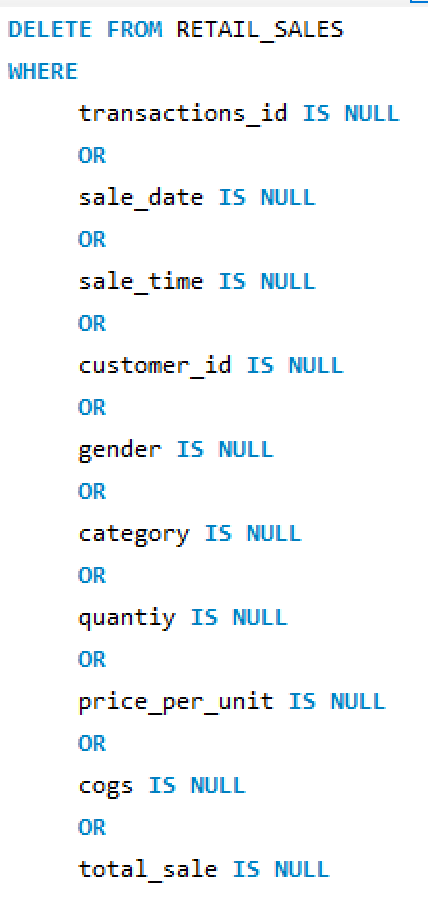 DELETE FROM RETAIL_SALES
WHERE
transactions_id IS NULL
OR
sale_date IS NULL
OR
sale_time IS NULL
OR
customer_id IS NULL
OR
gender IS NULL
OR
category IS NULL
OR
quantiy IS NULL
OR
price_per_unit IS NULL
OR
cogs IS NULL
OR
total_sale IS NULL